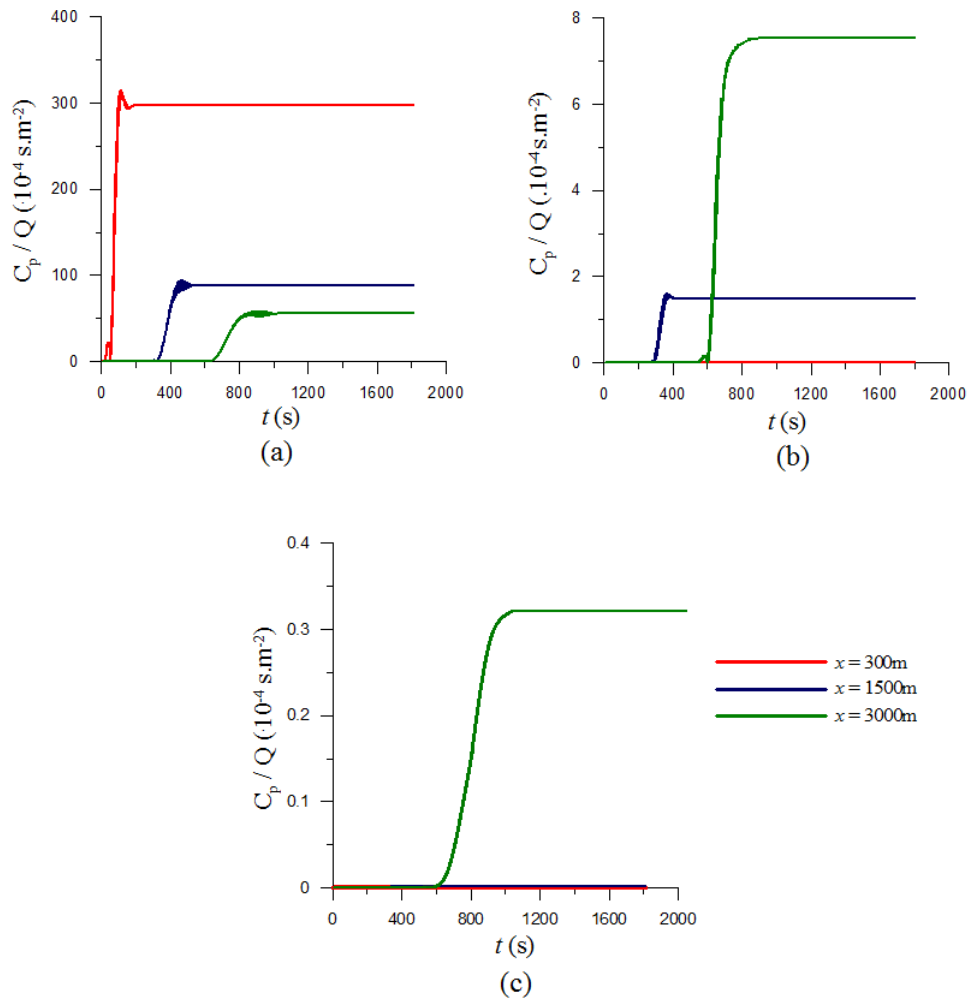 400
300
200
100
0
C_p / Q (·10^-4 s.m^-2)
0 400 800 1200 1600 2000
t (s)
(a)
8
6
4
2
0
C_p / Q (.10^-4 s.m^-2)
0 400 800 1200 1600 2000
t (s)
(b)
0.4
0.3
0.2
0.1
0
C_p / Q (·10^-4 s.m^-2)
0 400 800 1200 1600 2000
t (s)
(c)
x = 300m
x = 1500m
x = 3000m